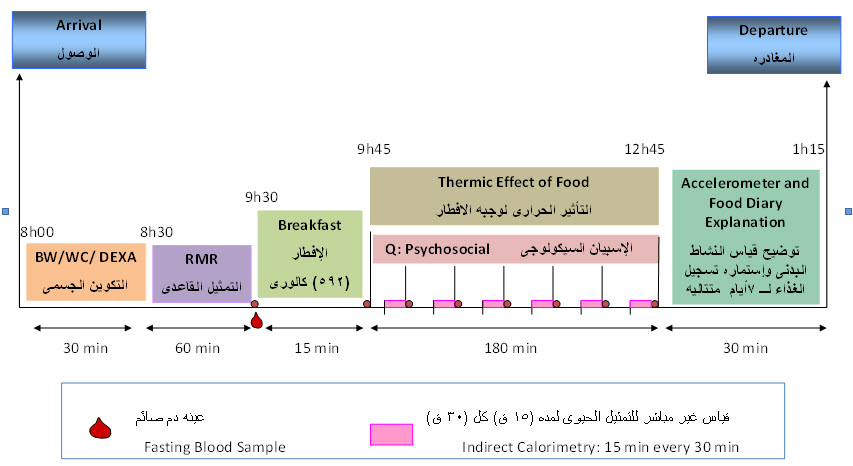 Arrival
الوصول
Departure
المغادره
8h00
8h30
9h30
9h45
12h45
1h15
BW/WC/ DEXA
التكوين الجسمى
RMR
التمثيل القاعدى
Breakfast
الإفطار
(٥٩٢) كالورى
Thermic Effect of Food
التأثير الحرارى لوجبه الافطار
Q: Psychosocial الإسبيان السيكولوجى
Accelerometer and
Food Diary
Explanation
توضيح قياس النشاط
البدنى وإستماره تسجيل
الغذاء لــ ٧أيام متتاليه
30 min
60 min
15 min
180 min
30 min
عينه دم صائم
Fasting Blood Sample
قياس غير مباشر للتمثيل الحيوى لمده (١٥ ق) كل (٣٠ ق)
Indirect Calorimetry: 15 min every 30 min